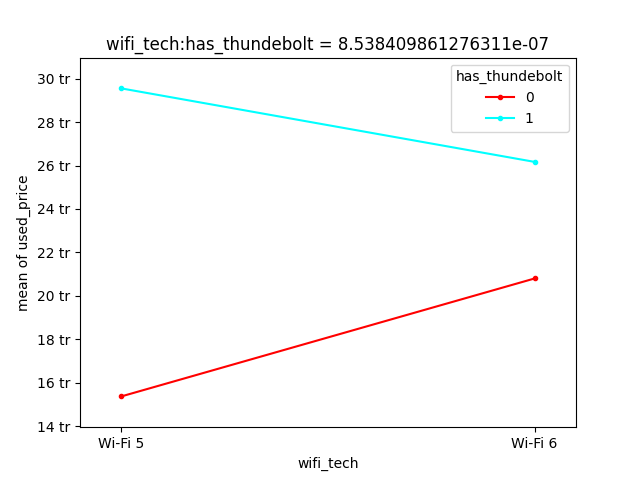 wifi_tech:has_thundebolt = 8.538409861276311e-07
has_thundebolt
0
1
30 tr
28 tr
26 tr
24 tr
22 tr
20 tr
18 tr
16 tr
14 tr
mean of used_price
Wi-Fi 5
Wi-Fi 6
wifi_tech